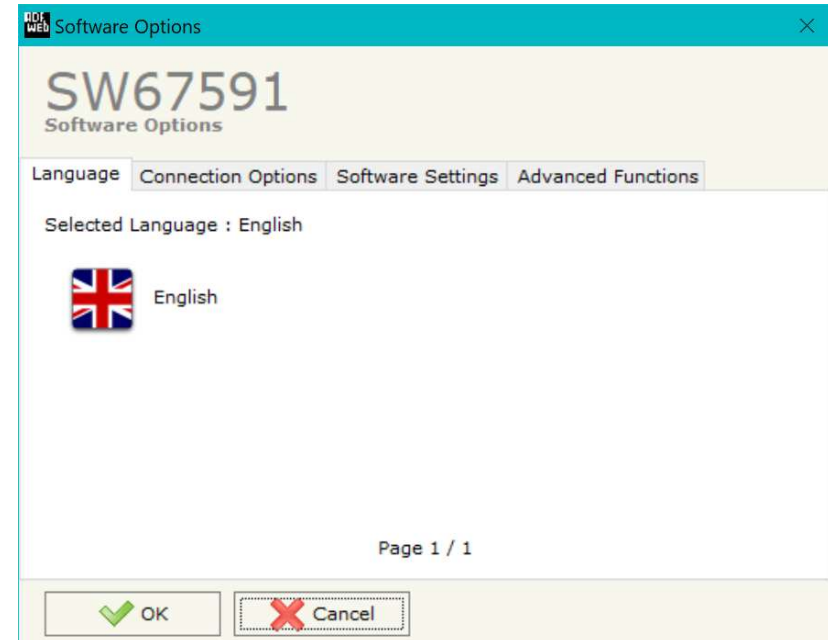 ADF
WEB Software Options
SW67591
Software Options
Language Connection Options Software Settings Advanced Functions
Selected Language : English
English
Page 1 / 1
OK Cancel